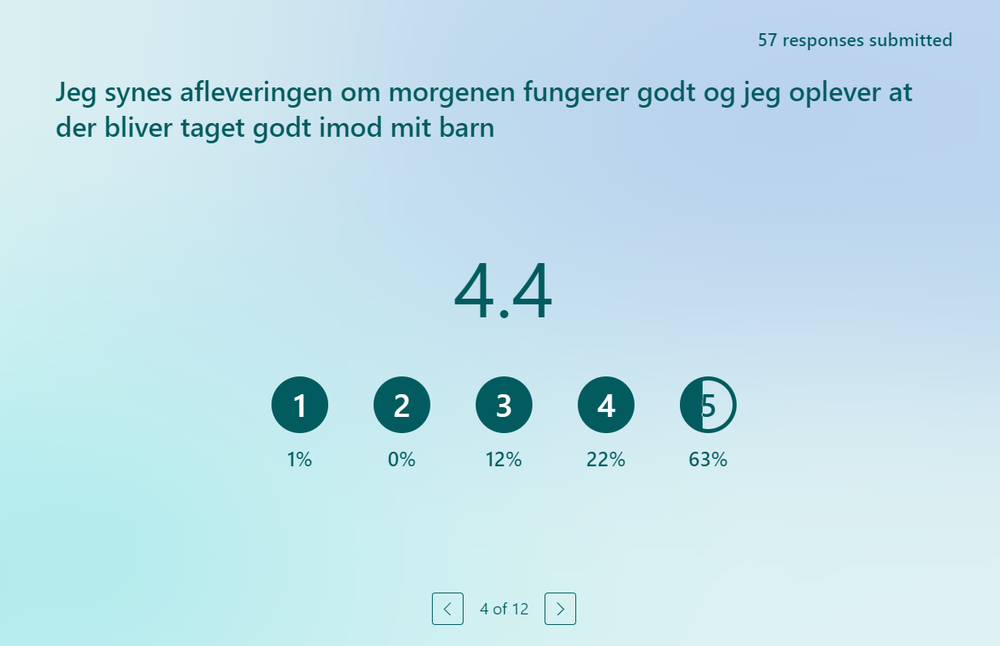 57 responses submitted
Jeg synes afleveringen om morgenen fungerer godt og jeg oplever at
der bliver taget godt imod mit barn
4.4
1 2 3 4 5
1% 0% 12% 22% 63%
4 of 12